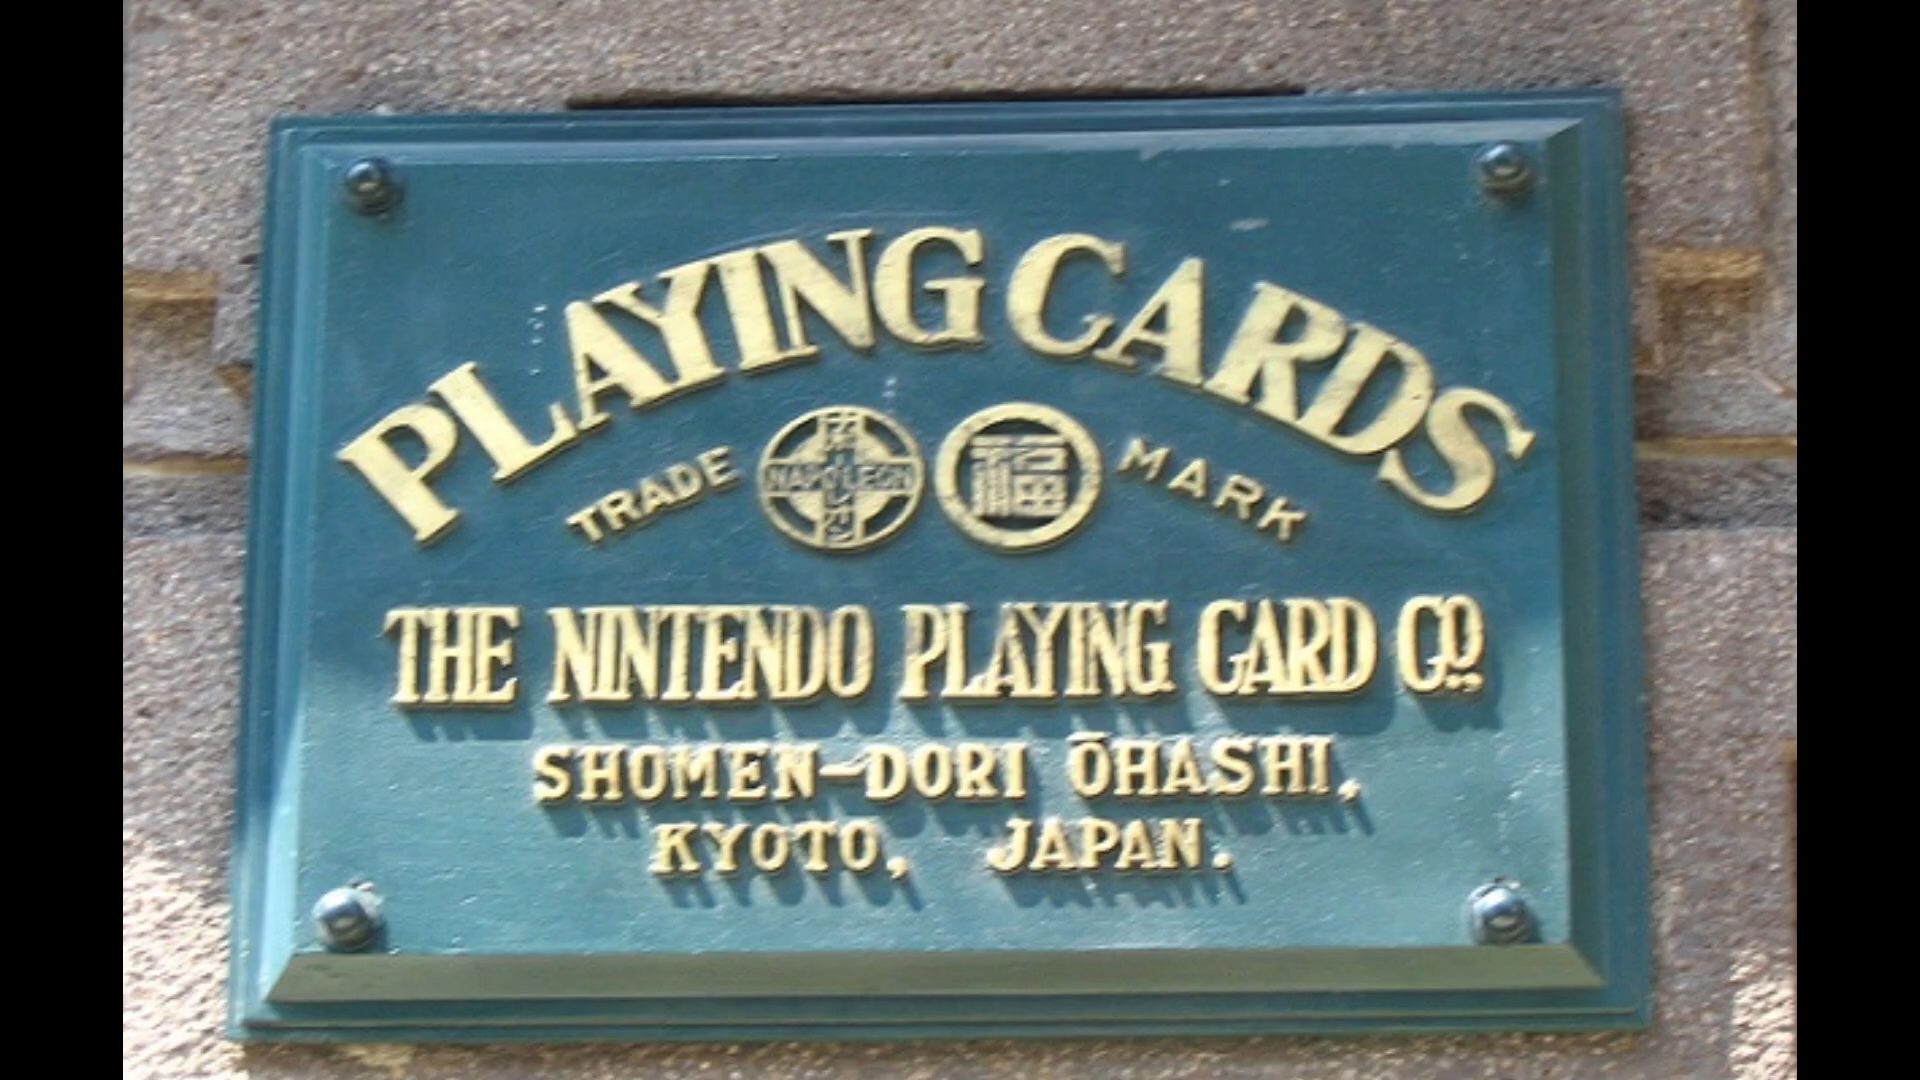 PLAYING CARDS
TRADE NAPOLEON 福 MARK
THE NINTENDO PLAYING CARD CO.,
SHOMEN-DORI ŌHASHI,
KYOTO, JAPAN.